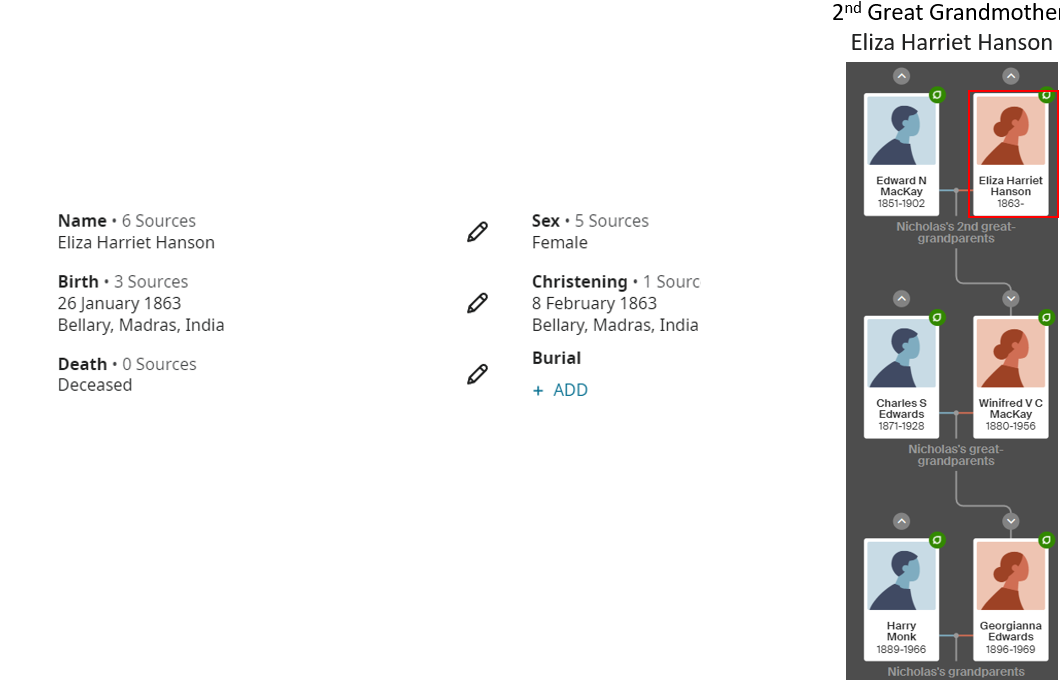 2nd Great Grandmother
Eliza Harriet Hanson
Name • 6 Sources
Eliza Harriet Hanson
Sex • 5 Sources
Female
Birth • 3 Sources
26 January 1863
Bellary, Madras, India
Christening • 1 Sourc
8 February 1863
Bellary, Madras, India
Death • 0 Sources
Deceased
Burial
+ ADD
Edward N
MacKay
1851-1902
Eliza Harriet
Hanson
1863-
Nicholas's 2nd great-
grandparents
Charles S
Edwards
1871-1928
Winifred V C
MacKay
1880-1956
Nicholas's great-
grandparents
Harry
Monk
1889-1966
Georgianna
Edwards
1896-1969
Nicholas's grandparents